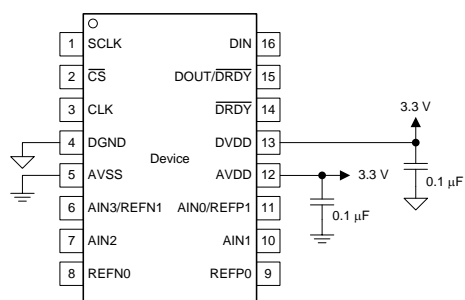 1 SCLK DIN 16
2 CS DOUT/DRDY 15
3 CLK DRDY 14
3.3 V
4 DGND DVDD 13
Device
5 AVSS AVDD 12 3.3 V
0.1 µF
6 AIN3/REFN1 AIN0/REFP1 11
0.1 µF
7 AIN2 AIN1 10
8 REFN0 REFP0 9